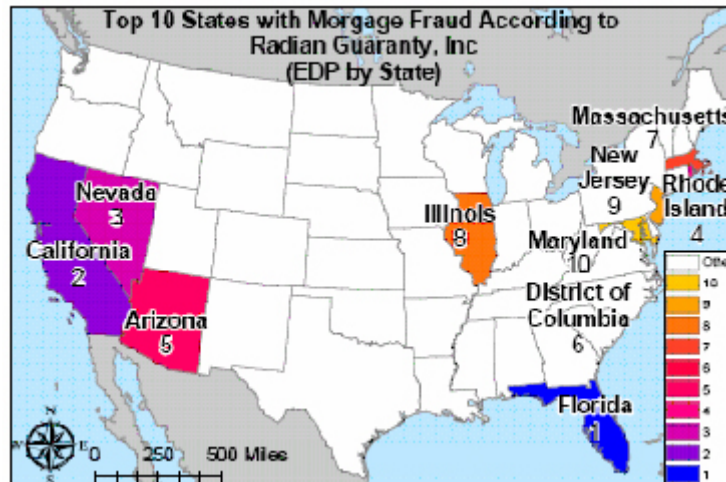 Top 10 States with Morgage Fraud According to
Radian Guaranty, Inc
(EDP by State)
Massachusetts
7
New
Jersey
9
Rhode
Island
4
Nevada
3
California
2
Illinois
8
Maryland
10
District of
Columbia
6
Arizona
5
Florida
1
Othe
10
9
8
7
6
5
4
3
2
1
N
W
E
S
0 250 500 Miles